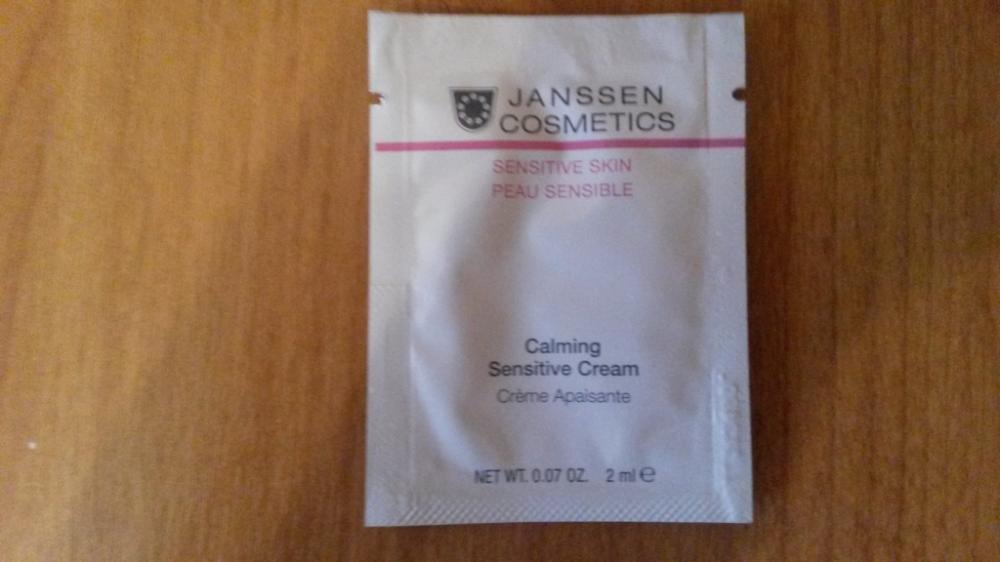 JANSSEN
COSMETICS
SENSITIVE SKIN
PEAU SENSIBLE
Calming
Sensitive Cream
Crème Apaisante
NET WT. 0.07 OZ. 2 ml ℮